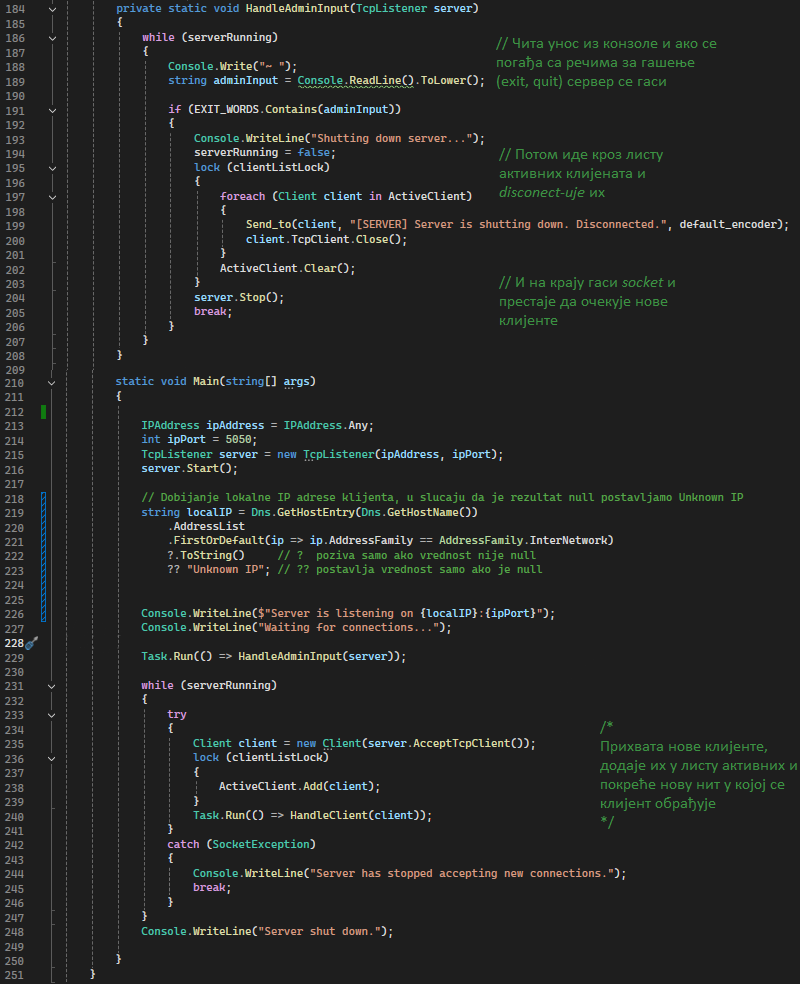 184 private static void HandleAdminInput(TcpListener server)
185 {
186 while (serverRunning)
187 {
188 Console.Write("~ ");
189 string adminInput = Console.ReadLine().ToLower();
190
191 if (EXIT_WORDS.Contains(adminInput))
192 {
193 Console.WriteLine("Shutting down server...");
194 serverRunning = false;
195 lock (clientListLock)
196 {
197 foreach (Client client in ActiveClient)
198 {
199 Send_to(client, "[SERVER] Server is shutting down. Disconnected.", default_encoder);
200 client.TcpClient.Close();
201 }
202 ActiveClient.Clear();
203 }
204 server.Stop();
205 break;
206 }
207 }
208 }
209
// Чита унос из конзоле и ако се
погађа са речима за гашење
(exit, quit) сервер се гаси
// Потом иде кроз листу
активних клијената и
disconect-uje их
// И на крају гаси socket и
престаје да очекује нове
клијенте
210 static void Main(string[] args)
211 {
212
213 IPAddress ipAddress = IPAddress.Any;
214 int ipPort = 5050;
215 TcpListener server = new TcpListener(ipAddress, ipPort);
216 server.Start();
217
218 // Dobijanje lokalne IP adrese klijenta, u slucaju da je rezultat null postavljamo Unknown IP
219 string localIP = Dns.GetHostEntry(Dns.GetHostName())
220 .AddressList
221 .FirstOrDefault(ip => ip.AddressFamily == AddressFamily.InterNetwork)
222 ?.ToString() // ? poziva samo ako vrednost nije null
223 ?? "Unknown IP"; // ?? postavlja vrednost samo ako je null
224
225
226 Console.WriteLine($"Server is listening on {localIP}:{ipPort}");
227 Console.WriteLine("Waiting for connections...");
228
229 Task.Run(() => HandleAdminInput(server));
230
231 while (serverRunning)
232 {
233 try
234 {
235 Client client = new Client(server.AcceptTcpClient());
236 lock (clientListLock)
237 {
238 ActiveClient.Add(client);
239 }
240 Task.Run(() => HandleClient(client));
241 }
242 catch (SocketException)
243 {
244 Console.WriteLine("Server has stopped accepting new connections.");
245 break;
246 }
247 }
248 Console.WriteLine("Server shut down.");
249
250 }
251 }
/*
Прихвата нове клијенте,
додаје их у листу активних и
покреће нову нит у којој се
клијент обрађује
*/